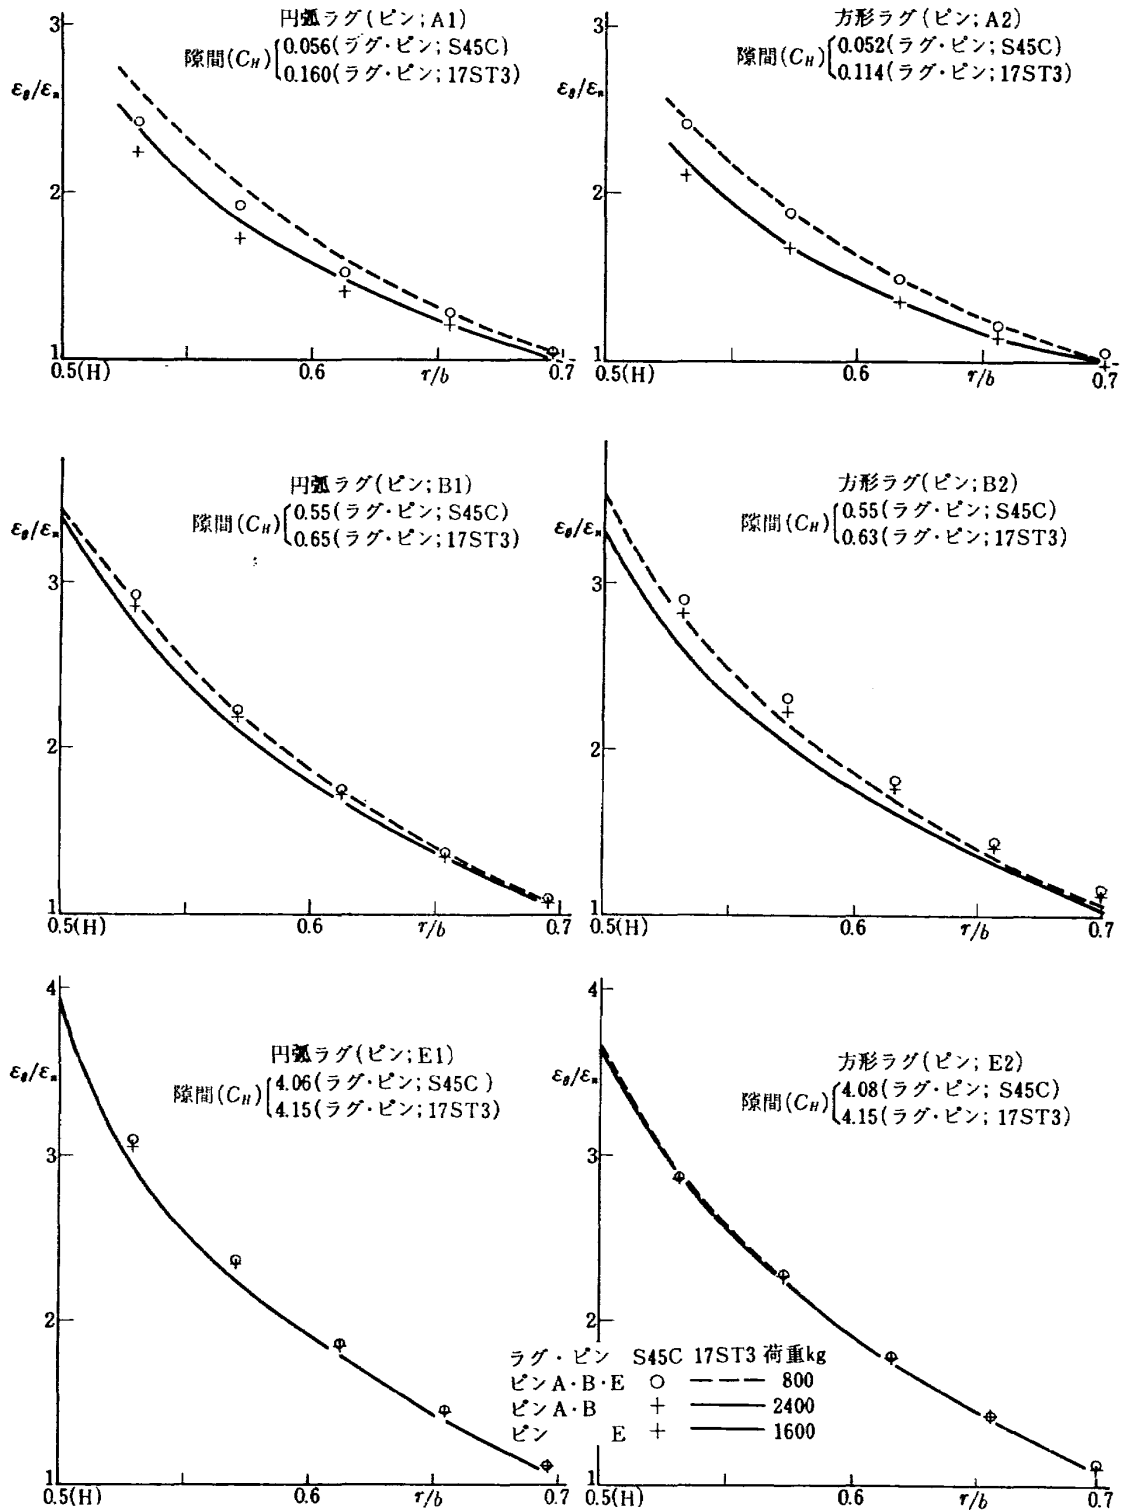 円弧ラグ(ピン; A1)
隙間(CH)
0.056(ラグ・ピン; S45C)
0.160(ラグ・ピン; 17ST3)
εθ/εn
3
2
1
0.5(H)
0.6
r/b
0.7
方形ラグ(ピン; A2)
隙間(CH)
0.052(ラグ・ピン; S45C)
0.114(ラグ・ピン; 17ST3)
εθ/εn
3
2
1
0.5(H)
0.6
r/b
0.7
円弧ラグ(ピン; B1)
隙間(CH)
0.55(ラグ・ピン; S45C)
0.65(ラグ・ピン; 17ST3)
εθ/εn
3
2
1
0.5(H)
0.6
r/b
0.7
方形ラグ(ピン; B2)
隙間(CH)
0.55(ラグ・ピン; S45C)
0.63(ラグ・ピン; 17ST3)
εθ/εn
3
2
1
0.5(H)
0.6
r/b
0.7
円弧ラグ(ピン; E1)
隙間(CH)
4.06(ラグ・ピン; S45C)
4.15(ラグ・ピン; 17ST3)
εθ/εn
4
3
2
1
0.5(H)
0.6
r/b
0.7
方形ラグ(ピン; E2)
隙間(CH)
4.08(ラグ・ピン; S45C)
4.15(ラグ・ピン; 17ST3)
εθ/εn
4
3
2
1
0.5(H)
0.6
r/b
0.7
ラグ・ピン S45C 17ST3 荷重kg
ピンA・B・E ○ --- 800
ピンA・B + — 2400
ピン E + — 1600